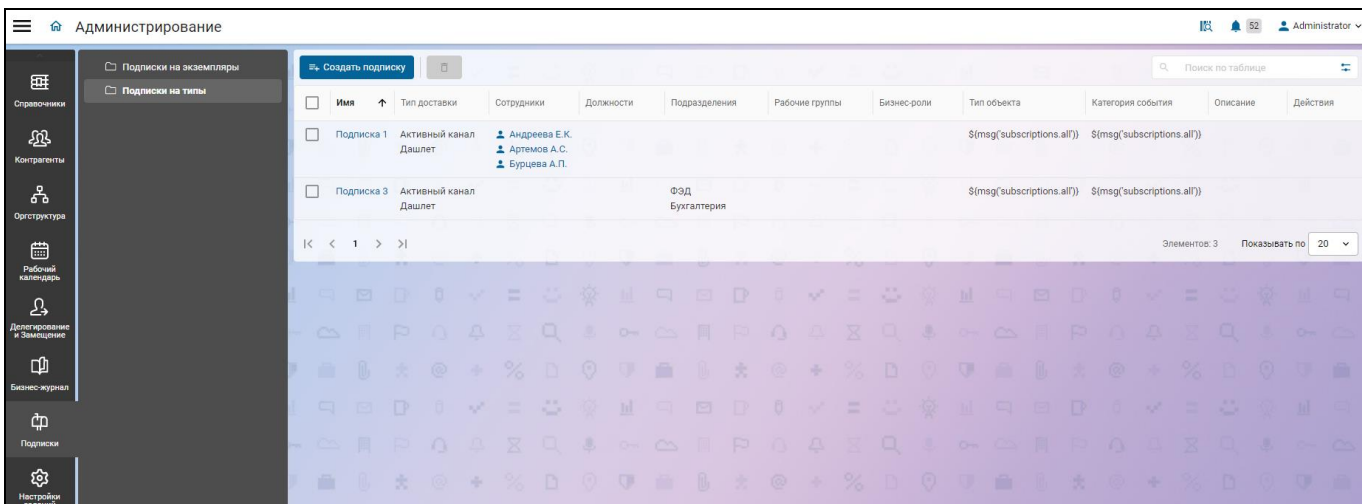 Администрирование
52
Administrator
Справочники
Контрагенты
Оргструктура
Рабочий
календарь
Делегирование
и Замещение
Бизнес-журнал
Подписки
Настройки
Подписки на экземпляры
Подписки на типы
Создать подписку
Поиск по таблице
Имя Тип доставки Сотрудники Должности Подразделения Рабочие группы Бизнес-роли Тип объекта Категория события Описание Действия
Подписка 1 Активный канал Андреева Е.К. ${msg('subscriptions.all')} ${msg('subscriptions.all')}
Дашлет Артемов А.С.
Бурцева А.П.
Подписка 3 Активный канал ФЭД ${msg('subscriptions.all')} ${msg('subscriptions.all')}
Дашлет Бухгалтерия
1 Элементов: 3 Показывать по 20